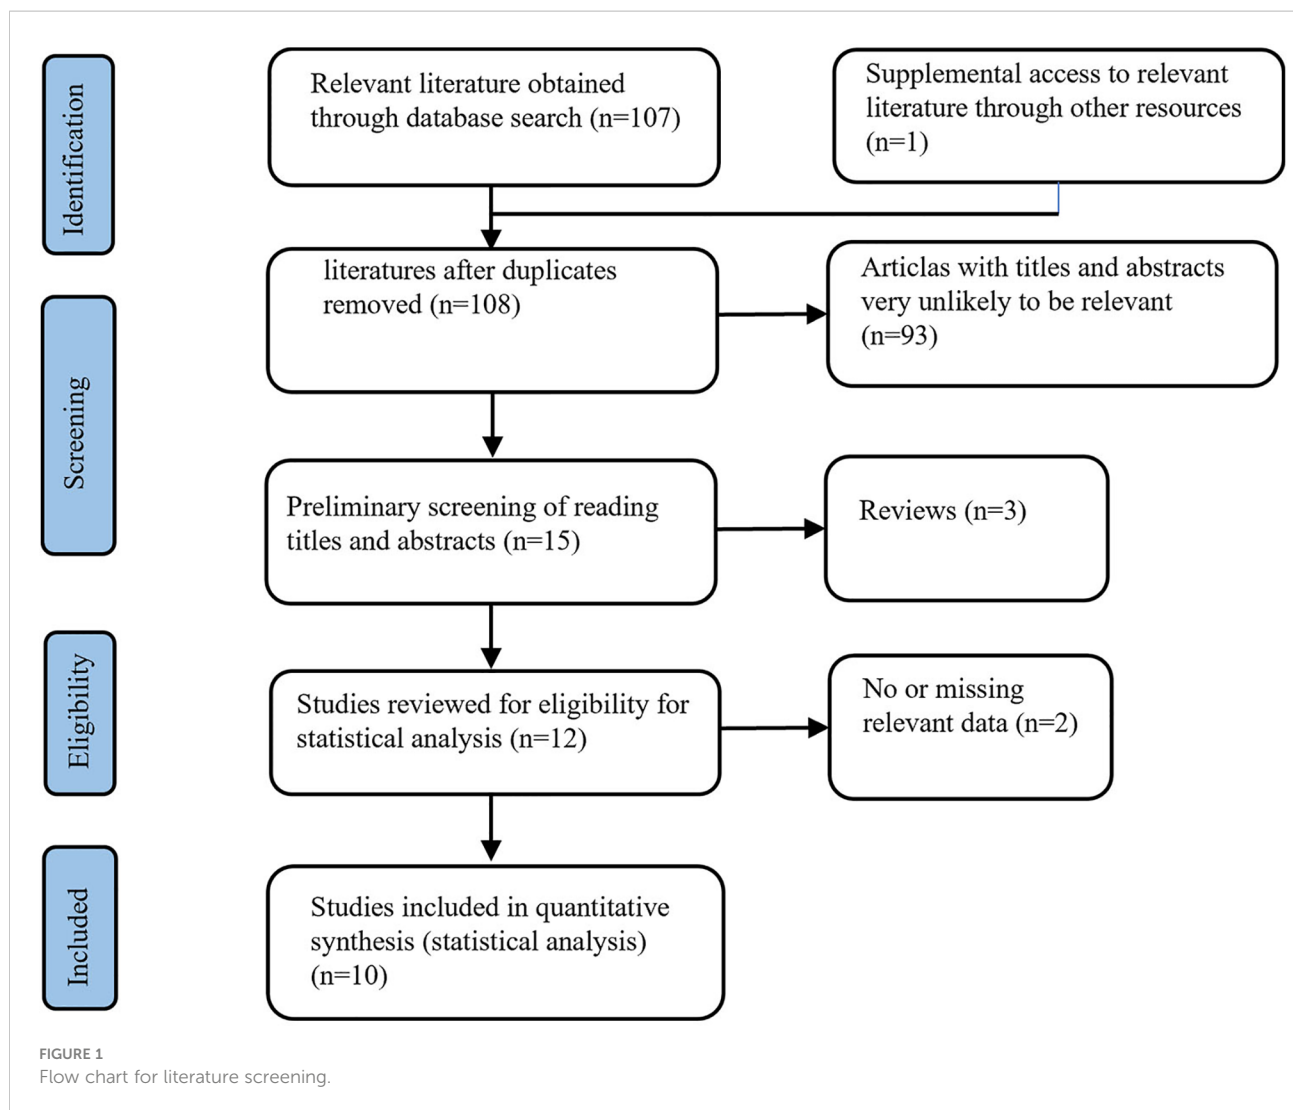 Identification
Relevant literature obtained
through database search (n=107)
Supplemental access to relevant
literature through other resources
(n=1)
Screening
literatures after duplicates
removed (n=108)
Articlas with titles and abstracts
very unlikely to be relevant
(n=93)
Preliminary screening of reading
titles and abstracts (n=15)
Reviews (n=3)
Eligibility
Studies reviewed for eligibility for
statistical analysis (n=12)
No or missing
relevant data (n=2)
Included
Studies included in quantitative
synthesis (statistical analysis)
(n=10)
FIGURE 1
Flow chart for literature screening.